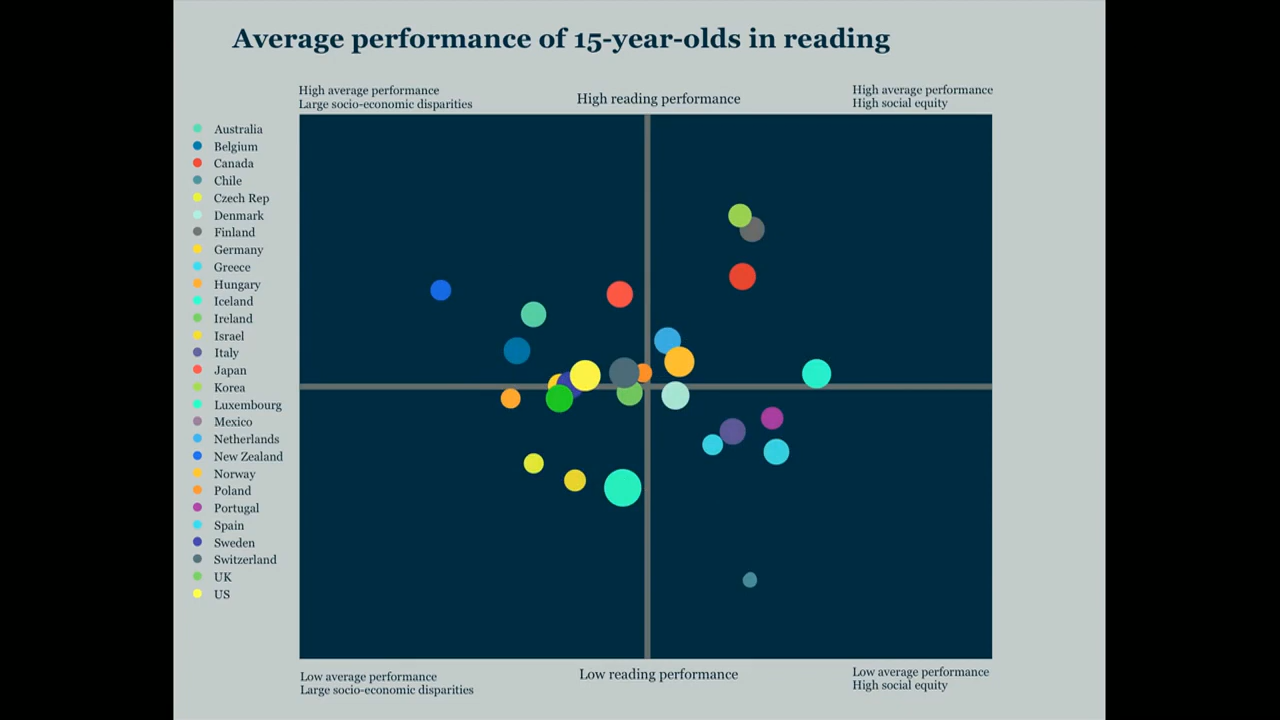 Average performance of 15-year-olds in reading
High average performance
Large socio-economic disparities
High reading performance
High average performance
High social equity
Australia
Belgium
Canada
Chile
Czech Rep
Denmark
Finland
Germany
Greece
Hungary
Iceland
Ireland
Israel
Italy
Japan
Korea
Luxembourg
Mexico
Netherlands
New Zealand
Norway
Poland
Portugal
Spain
Sweden
Switzerland
UK
US
Low average performance
Large socio-economic disparities
Low reading performance
Low average performance
High social equity